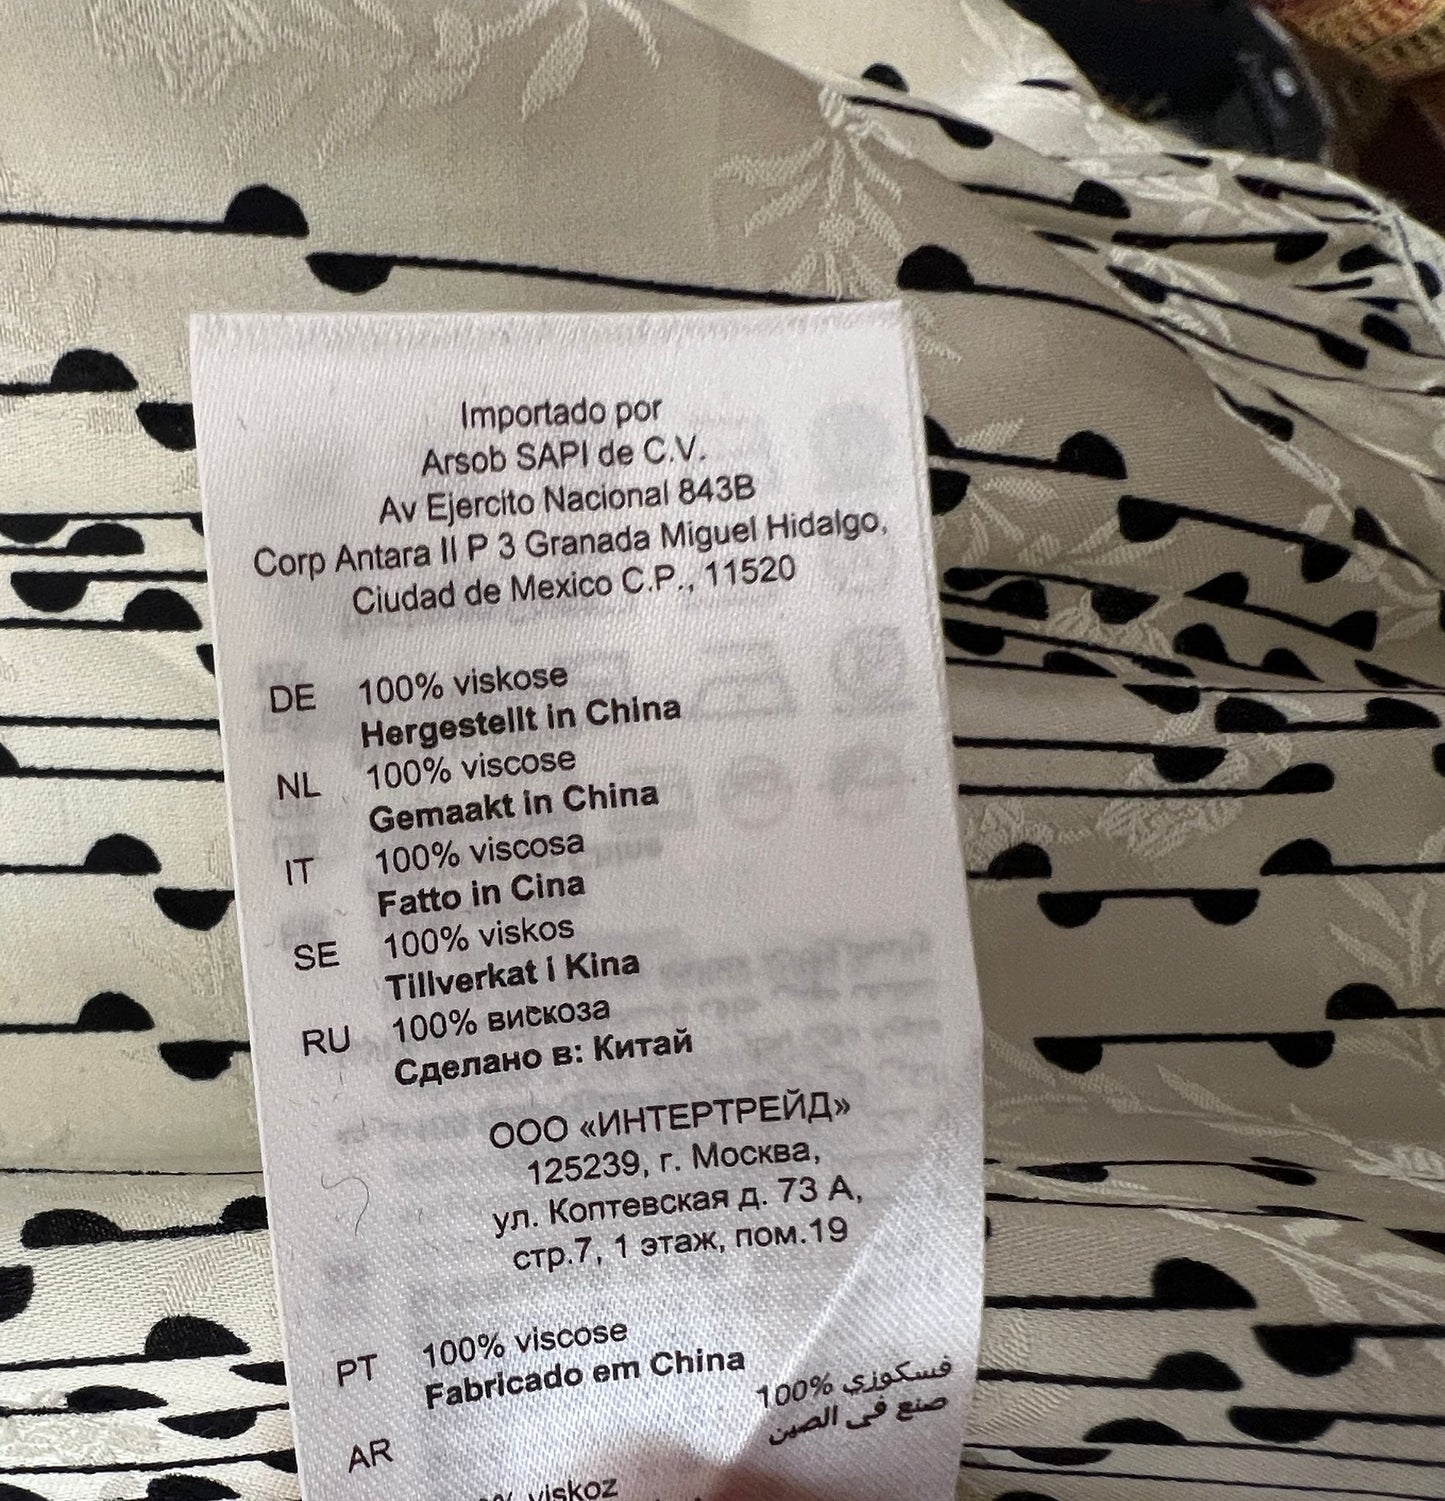 Importado por
Arsob SAPI de C.V.
Av Ejercito Nacional 843B
Corp Antara II P 3 Granada Miguel Hidalgo,
Ciudad de Mexico C.P., 11520
DE 100% viskose
Hergestellt in China
NL 100% viscose
Gemaakt in China
IT 100% viscosa
Fatto in Cina
SE 100% viskos
Tillverkat i Kina
RU 100% вискоза
Сделано в: Китай
ООО «ИНТЕРТРЕЙД»
125239, г. Москва,
ул. Коптевская д. 73 А,
стр.7, 1 этаж, пом.19
PT 100% viscose
Fabricado em China
AR 100% فسكوزي
صنع في الصين
viskoz